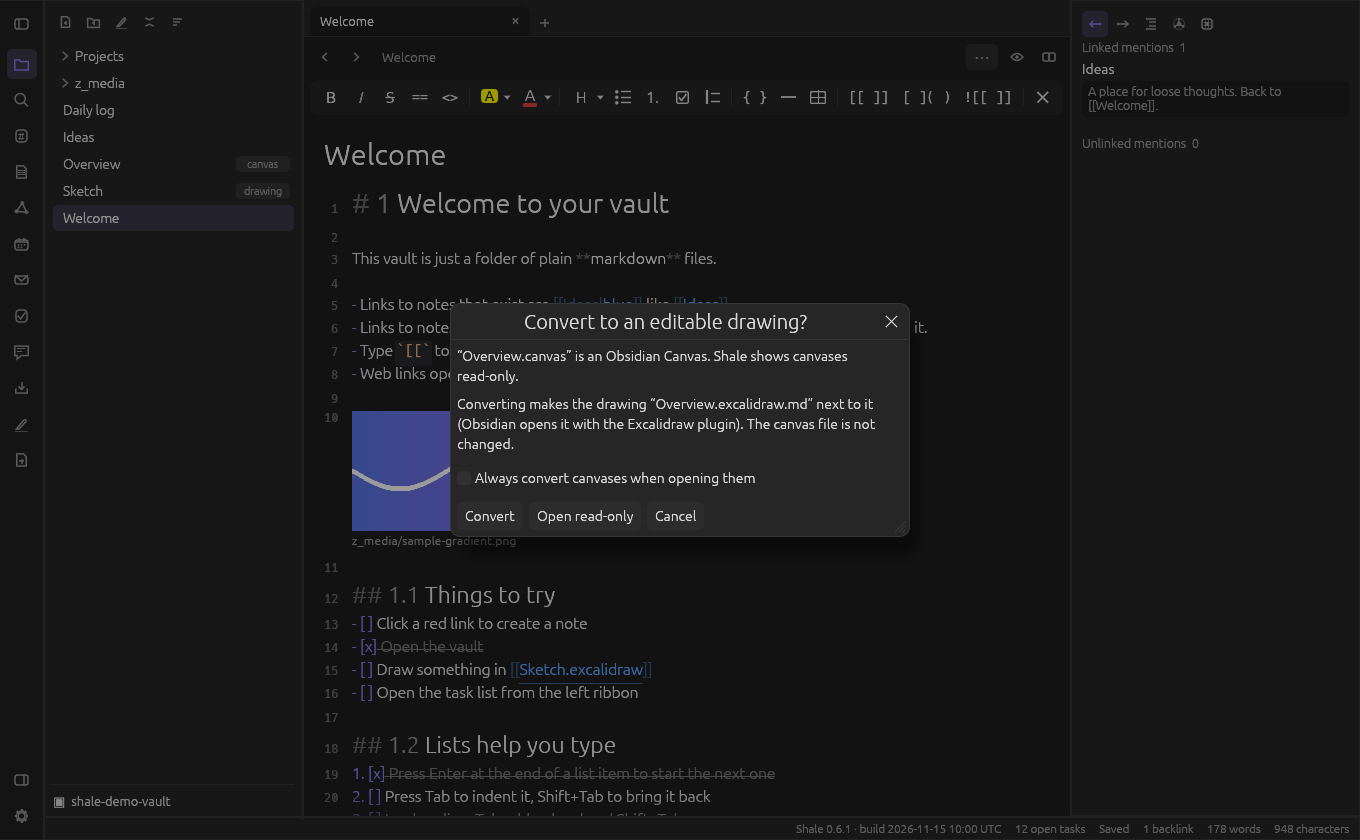 Projects
z_media
Daily log
Ideas
Overview canvas
Sketch drawing
Welcome
shale-demo-vault
Welcome × +
Welcome ...
B I S == <> A A H 1. { } — [[ ]] [ ]( ) ![[ ]]
Welcome
1 # 1 Welcome to your vault
2
3 This vault is just a folder of plain **markdown** files.
4
5 - Links to notes that exist are [[Ideas|blue]] like [[Ideas]]
6 - Links to notes it.
7 - Type `[[` to
8 - Web links ope
9
10
z_media/sample-gradient.png
11
12 ## 1.1 Things to try
13 - [ ] Click a red link to create a note
14 - [x] Open the vault
15 - [ ] Draw something in [[Sketch.excalidraw]]
16 - [ ] Open the task list from the left ribbon
17
18 ## 1.2 Lists help you type
19 1. [x] Press Enter at the end of a list item to start the next one
20 2. [ ] Press Tab to indent it, Shift+Tab to bring it back
Convert to an editable drawing?
“Overview.canvas” is an Obsidian Canvas. Shale shows canvases
read-only.
Converting makes the drawing “Overview.excalidraw.md” next to it
(Obsidian opens it with the Excalidraw plugin). The canvas file is not
changed.
Always convert canvases when opening them
Convert Open read-only Cancel
Linked mentions 1
Ideas
A place for loose thoughts. Back to
[[Welcome]].
Unlinked mentions 0
Shale 0.6.1 · build 2026-11-15 10:00 UTC 12 open tasks Saved 1 backlink 178 words 948 characters